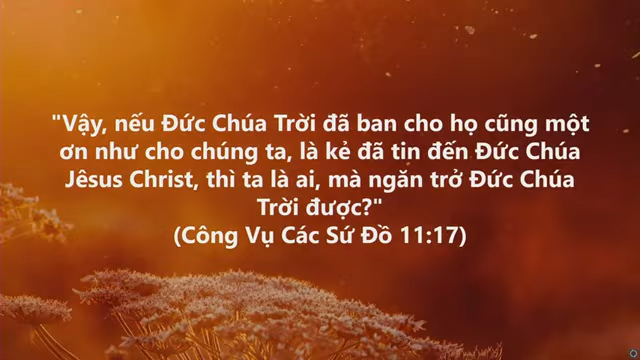 "Vậy, nếu Đức Chúa Trời đã ban cho họ cũng một
ơn như cho chúng ta, là kẻ đã tin đến Đức Chúa
Jêsus Christ, thì ta là ai, mà ngăn trở Đức Chúa
Trời được?"
(Công Vụ Các Sứ Đồ 11:17)